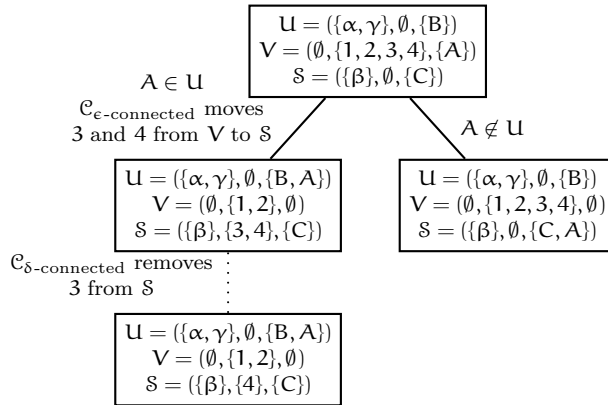 U = ({α, γ}, ∅, {B})
V = (∅, {1, 2, 3, 4}, {A})
S = ({β}, ∅, {C})
A ∈ U
C_ϵ-connected moves
3 and 4 from V to S
A ∉ U
U = ({α, γ}, ∅, {B, A})
V = (∅, {1, 2}, ∅)
S = ({β}, {3, 4}, {C})
U = ({α, γ}, ∅, {B})
V = (∅, {1, 2, 3, 4}, ∅)
S = ({β}, ∅, {C, A})
C_δ-connected removes
3 from S
U = ({α, γ}, ∅, {B, A})
V = (∅, {1, 2}, ∅)
S = ({β}, {4}, {C})